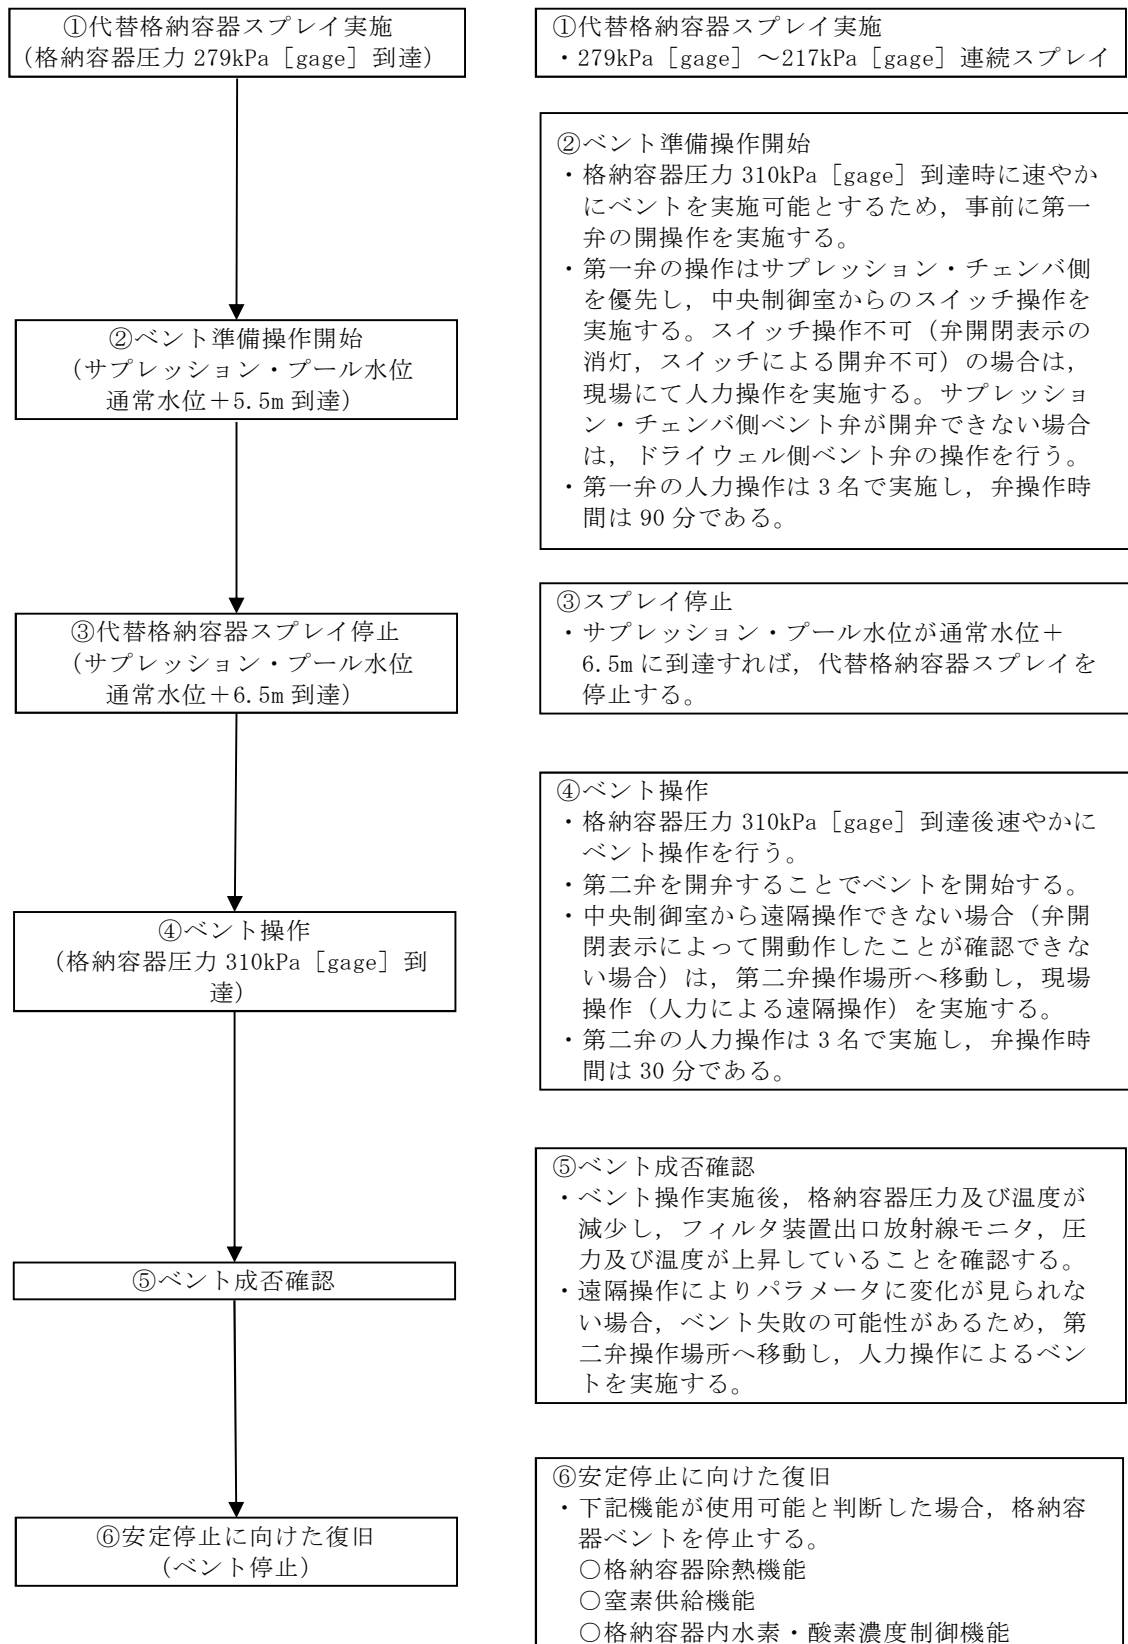 ①代替格納容器スプレイ実施
(格納容器圧力 279kPa [gage] 到達)
①代替格納容器スプレイ実施
・279kPa [gage] ～217kPa [gage] 連続スプレイ
②ベント準備操作開始
(サプレッション・プール水位
通常水位＋5.5m 到達)
②ベント準備操作開始
・格納容器圧力 310kPa [gage] 到達時に速やか
にベントを実施可能とするため，事前に第一
弁の開操作を実施する。
・第一弁の操作はサプレッション・チェンバ側
を優先し，中央制御室からのスイッチ操作を
実施する。スイッチ操作不可（弁開閉表示の
消灯，スイッチによる開弁不可）の場合は，
現場にて人力操作を実施する。サプレッショ
ン・チェンバ側ベント弁が開弁できない場合
は，ドライウェル側ベント弁の操作を行う。
・第一弁の人力操作は 3 名で実施し，弁操作時
間は 90 分である。
③代替格納容器スプレイ停止
(サプレッション・プール水位
通常水位＋6.5m 到達)
③スプレイ停止
・サプレッション・プール水位が通常水位＋
6.5m に到達すれば，代替格納容器スプレイを
停止する。
④ベント操作
(格納容器圧力 310kPa [gage] 到
達)
④ベント操作
・格納容器圧力 310kPa [gage] 到達後速やかに
ベント操作を行う。
・第二弁を開弁することでベントを開始する。
・中央制御室から遠隔操作できない場合（弁開
閉表示によって開動作したことが確認できな
い場合）は，第二弁操作場所へ移動し，現場
操作（人力による遠隔操作）を実施する。
・第二弁の人力操作は 3 名で実施し，弁操作時
間は 30 分である。
⑤ベント成否確認
⑤ベント成否確認
・ベント操作実施後，格納容器圧力及び温度が
減少し，フィルタ装置出口放射線モニタ，圧
力及び温度が上昇していることを確認する。
・遠隔操作によりパラメータに変化が見られな
い場合，ベント失敗の可能性があるため，第
二弁操作場所へ移動し，人力操作によるベン
トを実施する。
⑥安定停止に向けた復旧
(ベント停止)
⑥安定停止に向けた復旧
・下記機能が使用可能と判断した場合，格納容
器ベントを停止する。
○格納容器除熱機能
○窒素供給機能
○格納容器内水素・酸素濃度制御機能